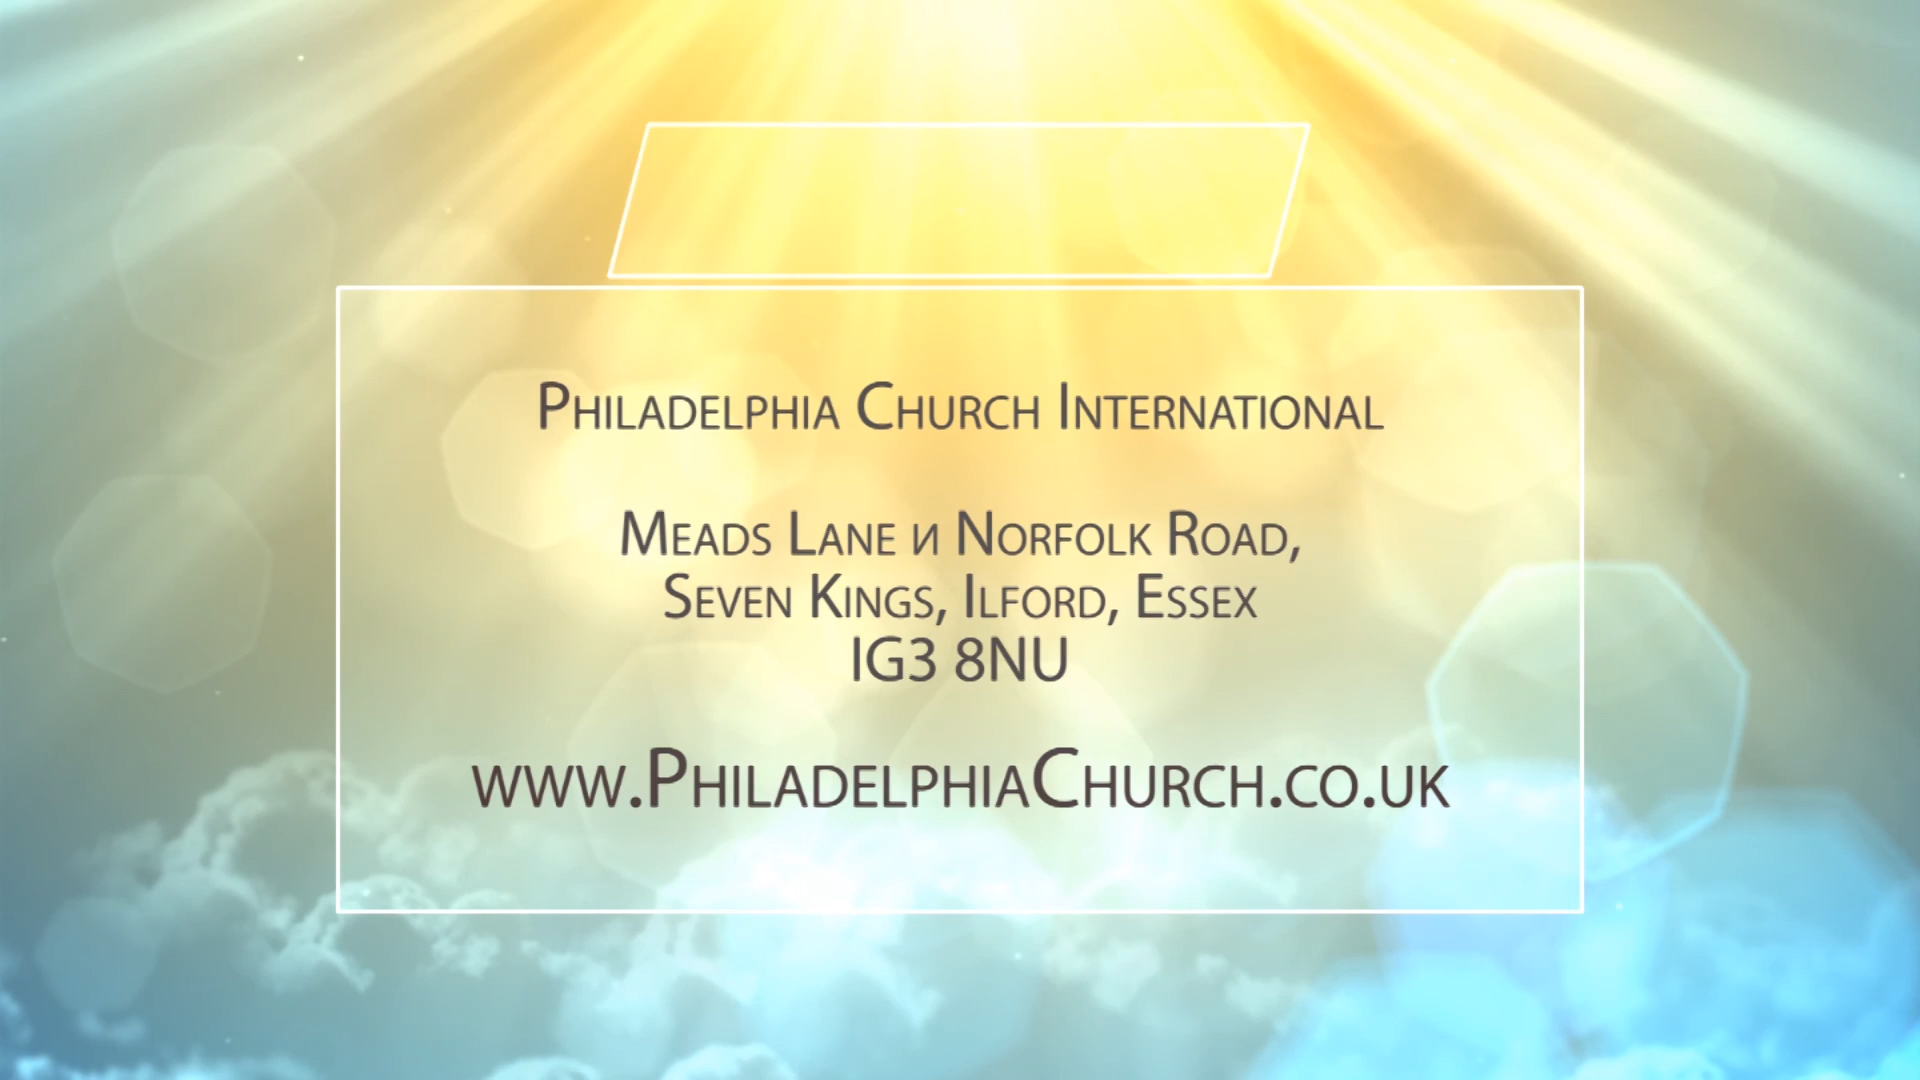 Philadelphia Church International
Meads Lane и Norfolk Road,
Seven Kings, Ilford, Essex
IG3 8NU
www.PhiladelphiaChurch.co.uk